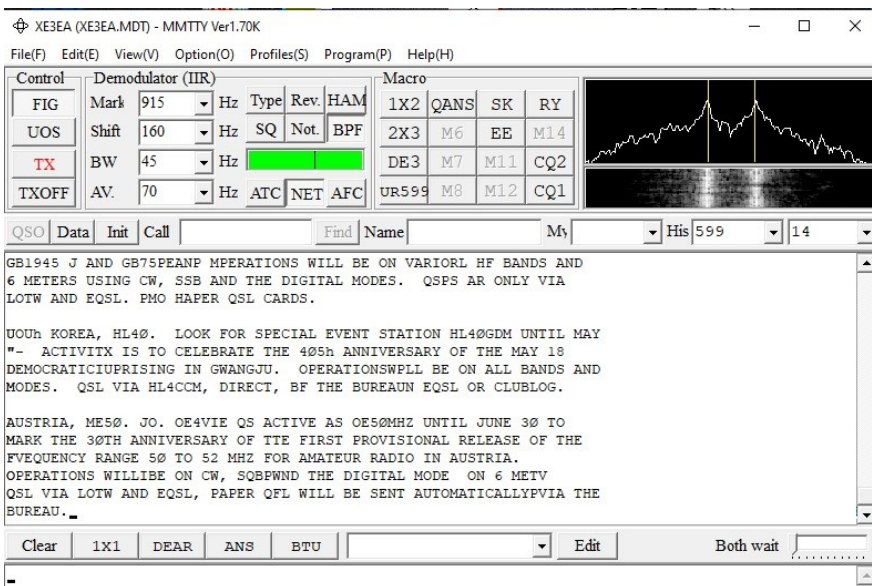 XE3EA (XE3EA.MDT) - MMTTY Ver1.70K
File(F) Edit(E) View(V) Option(O) Profiles(S) Program(P) Help(H)
Control Demodulator (IIR) Macro
FIG Mark 915 Hz Type Rev. HAM 1X2 QANS SK RY
UOS Shift 160 Hz SQ Not. BPF 2X3 M6 EE M14
TX BW 45 Hz DE3 M7 M11 CQ2
TXOFF AV. 70 Hz ATC NET AFC UR599 M8 M12 CQ1
QSO Data Init Call Find Name My His 599 14
GB1945 J AND GB75PEANP MPERATIONS WILL BE ON VARIORL HF BANDS AND
6 METERS USING CW, SSB AND THE DIGITAL MODES. QSPS AR ONLY VIA
LOTW AND EQSL. PMO HAPER QSL CARDS.
UOUh KOREA, HL4Ø. LOOK FOR SPECIAL EVENT STATION HL4ØGDM UNTIL MAY
"- ACTIVITX IS TO CELEBRATE THE 4Ø5h ANNIVERSARY OF THE MAY 18
DEMOCRATICIUPRISING IN GWANGJU. OPERATIONSWPLL BE ON ALL BANDS AND
MODES. QSL VIA HL4CCM, DIRECT, BF THE BUREAUN EQSL OR CLUBLOG.
AUSTRIA, ME5Ø. JO. OE4VIE QS ACTIVE AS OE5ØMHZ UNTIL JUNE 3Ø TO
MARK THE 3ØTH ANNIVERSARY OF TTE FIRST PROVISIONAL RELEASE OF THE
FVEQUENCY RANGE 5Ø TO 52 MHZ FOR AMATEUR RADIO IN AUSTRIA.
OPERATIONS WILLIBE ON CW, SQBPWND THE DIGITAL MODE ON 6 METV
QSL VIA LOTW AND EQSL, PAPER QFL WILL BE SENT AUTOMATICALLYPVIA THE
BUREAU.
Clear 1X1 DEAR ANS BTU Edit Both wait